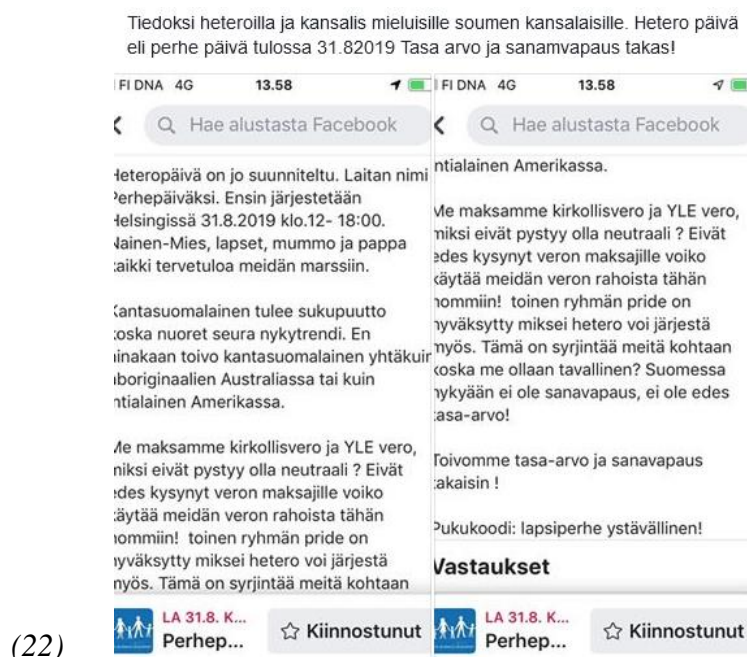 Tiedoksi heteroilla ja kansalis mieluisille soumen kansalaisille. Hetero päivä
eli perhe päivä tulossa 31.82019 Tasa arvo ja sanamvapaus takas!
FI DNA 4G 13.58
Hae alustasta Facebook
Heteropäivä on jo suunniteltu. Laitan nimi
Perhepäiväksi. Ensin järjestetään
Helsingissä 31.8.2019 klo.12- 18:00.
Nainen-Mies, lapset, mummo ja pappa
kaikki tervetuloa meidän marssiin.
Kantasuomalainen tulee sukupuutto
koska nuoret seura nykytrendi. En
ainakaan toivo kantasuomalainen yhtäkuin
aboriginaalien Australiassa tai kuin
ntialainen Amerikassa.
Me maksamme kirkollisvero ja YLE vero,
miksi eivät pystyy olla neutraali ? Eivät
edes kysynyt veron maksajille voiko
käytää meidän veron rahoista tähän
hommiin! toinen ryhmän pride on
hyväksytty miksei hetero voi järjestä
myös. Tämä on syrjintää meitä kohtaan
LA 31.8. K...
Perhep...
Kiinnostunut
FI DNA 4G 13.58
Hae alustasta Facebook
ntialainen Amerikassa.
Me maksamme kirkollisvero ja YLE vero,
miksi eivät pystyy olla neutraali ? Eivät
edes kysynyt veron maksajille voiko
käytää meidän veron rahoista tähän
hommiin! toinen ryhmän pride on
hyväksytty miksei hetero voi järjestä
myös. Tämä on syrjintää meitä kohtaan
koska me ollaan tavallinen? Suomessa
nykyään ei ole sanavapaus, ei ole edes
tasa-arvo!
Toivomme tasa-arvo ja sanavapaus
takaisin !
Pukukoodi: lapsiperhe ystävällinen!
Vastaukset
LA 31.8. K...
Perhep...
Kiinnostunut
(22)